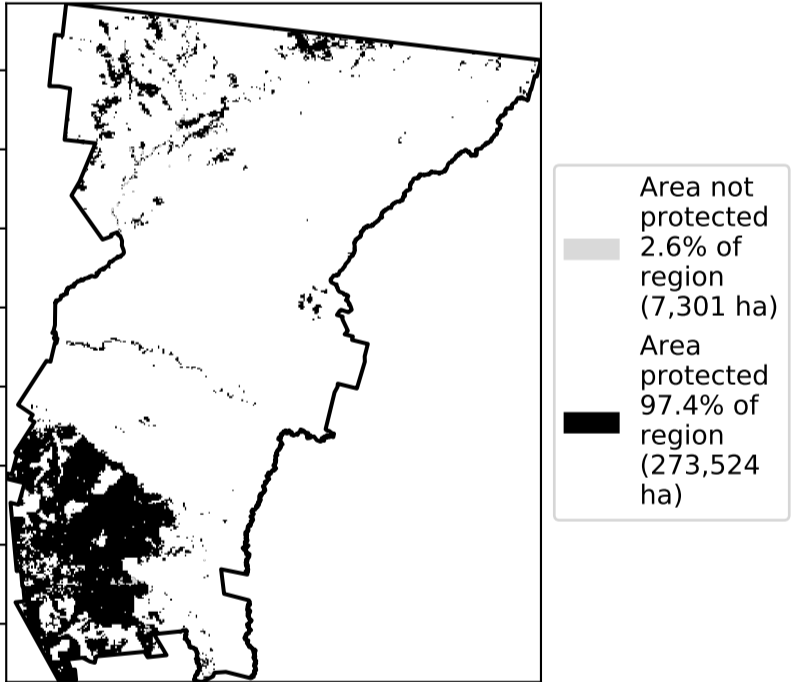 Area not
protected
2.6% of
region
(7,301 ha)
Area
protected
97.4% of
region
(273,524
ha)